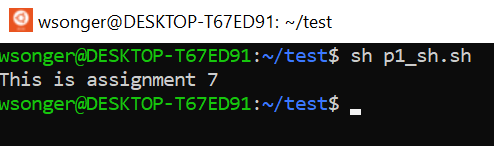 wsonger@DESKTOP-T67ED91: ~/test
wsonger@DESKTOP-T67ED91:~/test$ sh p1_sh.sh
This is assignment 7
wsonger@DESKTOP-T67ED91:~/test$